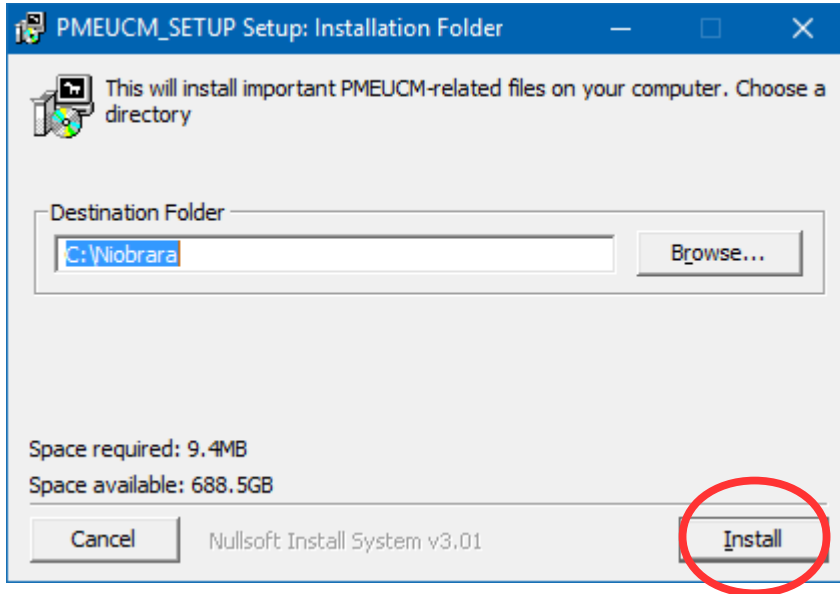 PMEUCM_SETUP Setup: Installation Folder
This will install important PMEUCM-related files on your computer. Choose a
directory
Destination Folder
C:\Niobrara
Browse...
Space required: 9.4MB
Space available: 688.5GB
Cancel
Nullsoft Install System v3.01
Install